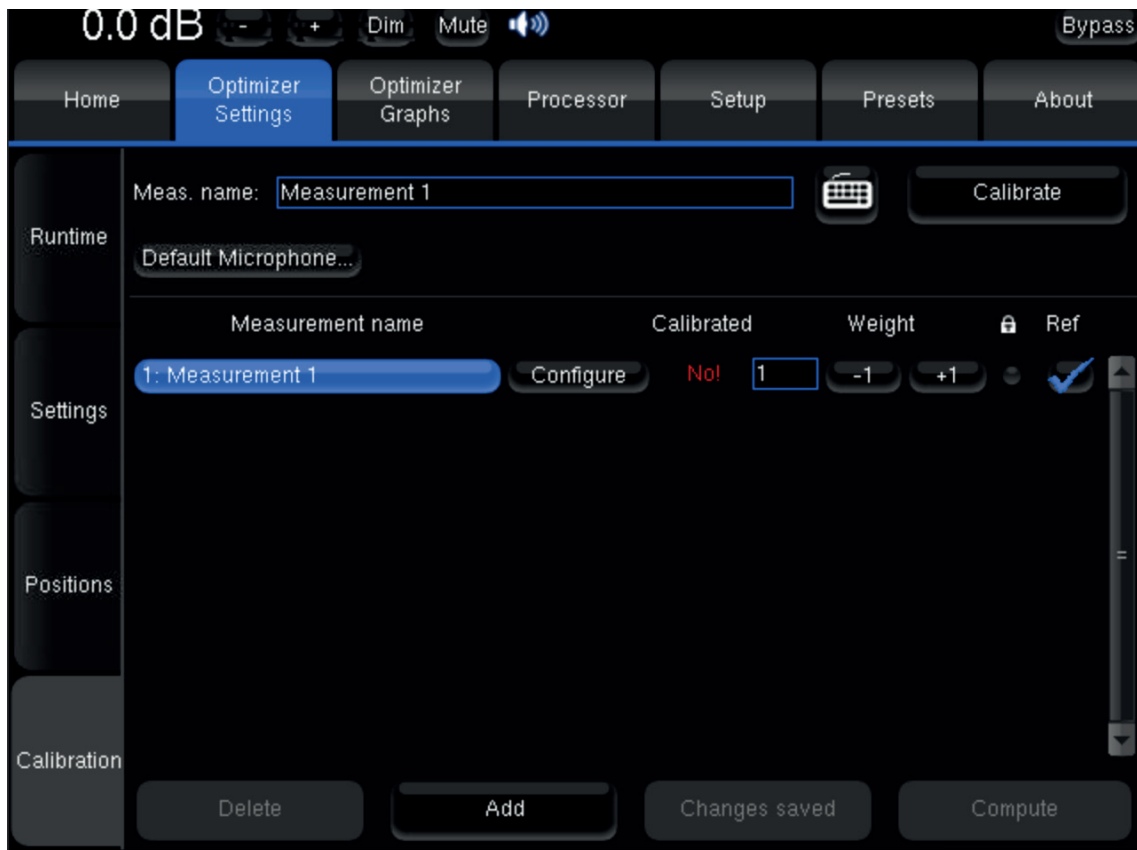 0.0 dB - + Dim Mute Bypass
Home Optimizer Settings Optimizer Graphs Processor Setup Presets About
Meas. name: Measurement 1 Calibrate
Runtime
Default Microphone...
Measurement name Calibrated Weight Ref
1: Measurement 1 Configure No! 1 -1 +1
Settings
Positions
Calibration
Delete Add Changes saved Compute